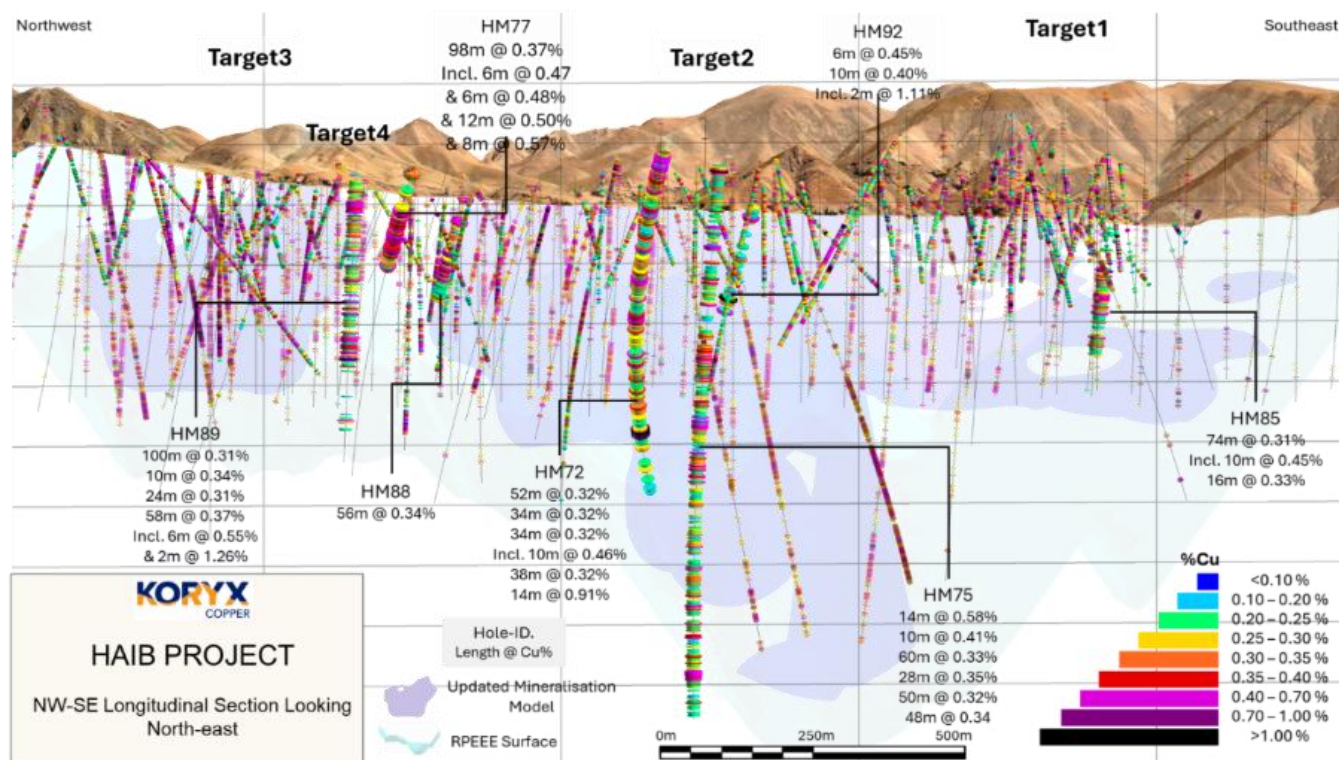 Northwest
Southeast
Target3
Target4
Target2
Target1
HM77
98m @ 0.37%
Incl. 6m @ 0.47
& 6m @ 0.48%
& 12m @ 0.50%
& 8m @ 0.57%
HM92
6m @ 0.45%
10m @ 0.40%
Incl. 2m @ 1.11%
HM89
100m @ 0.31%
10m @ 0.34%
24m @ 0.31%
58m @ 0.37%
Incl. 6m @ 0.55%
& 2m @ 1.26%
HM88
56m @ 0.34%
HM72
52m @ 0.32%
34m @ 0.32%
34m @ 0.32%
Incl. 10m @ 0.46%
38m @ 0.32%
14m @ 0.91%
HM75
14m @ 0.58%
10m @ 0.41%
60m @ 0.33%
28m @ 0.35%
50m @ 0.32%
48m @ 0.34
HM85
74m @ 0.31%
Incl. 10m @ 0.45%
16m @ 0.33%
KORYX
COPPER
HAIB PROJECT
NW-SE Longitudinal Section Looking
North-east
Hole-ID.
Length @ Cu%
Updated Mineralisation
Model
RPEEE Surface
0m 250m 500m
%Cu
<0.10 %
0.10 – 0.20 %
0.20 – 0.25 %
0.25 – 0.30 %
0.30 – 0.35 %
0.35 – 0.40 %
0.40 – 0.70 %
0.70 – 1.00 %
>1.00 %